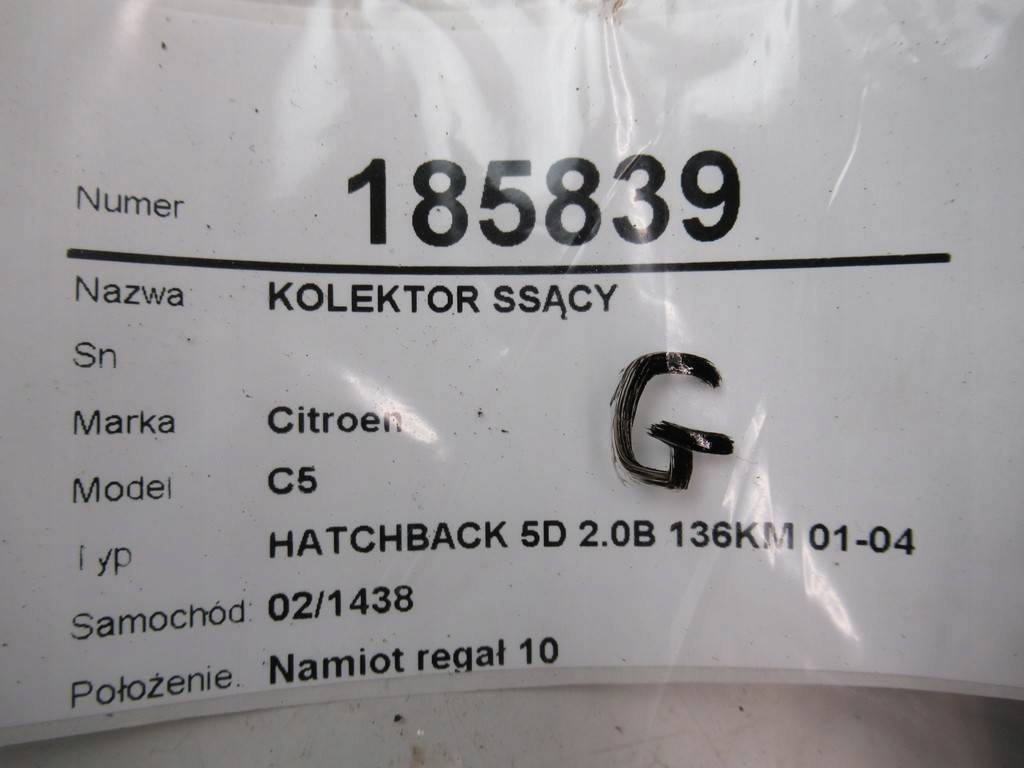 Numer 185839
Nazwa KOLEKTOR SSĄCY
Sn
G
Marka Citroen
Model C5
Typ HATCHBACK 5D 2.0B 136KM 01-04
Samochód: 02/1438
Położenie. Namiot regał 10